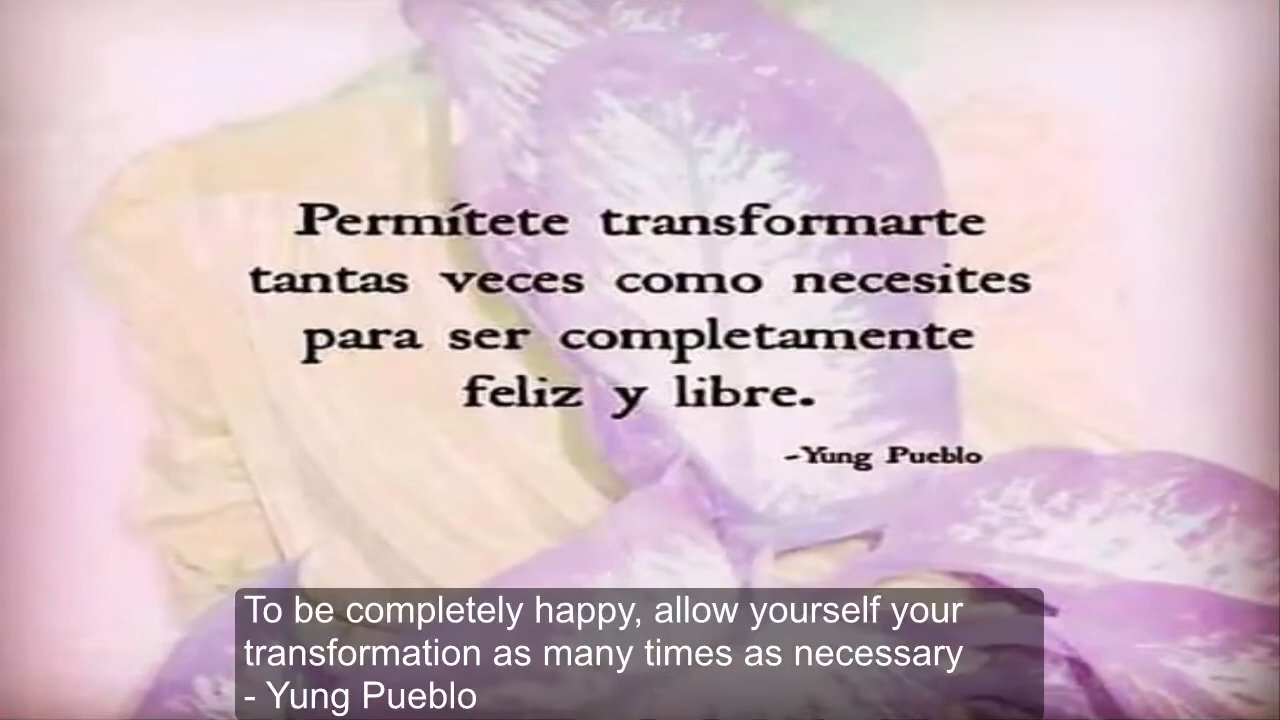 Permítete transformarte
tantas veces como necesites
para ser completamente
feliz y libre.
-Yung Pueblo
To be completely happy, allow yourself your
transformation as many times as necessary
- Yung Pueblo